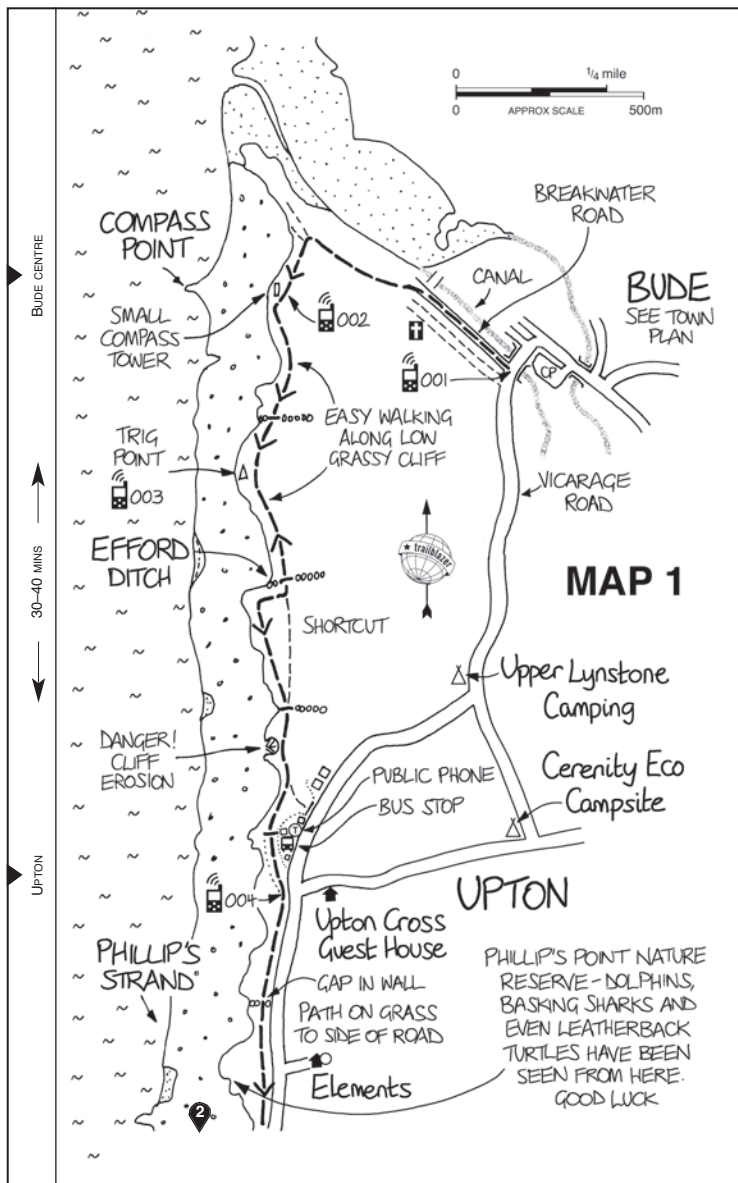 0 ¼ mile
0 APPROX SCALE 500m
BREAKWATER
ROAD
COMPASS
POINT
CANAL
BUDE
SEE TOWN
PLAN
BUDE CENTRE
SMALL
COMPASS
TOWER
002
001
CP
EASY WALKING
ALONG LOW
GRASSY CLIFF
TRIG
POINT
003
VICARAGE
ROAD
EFFORD
DITCH
trailblazer
MAP 1
30–40 MINS
SHORTCUT
Upper Lynstone
Camping
DANGER!
CLIFF
EROSION
PUBLIC PHONE
BUS STOP
T
Cerenity Eco
Campsite
UPTON
004
UPTON
Upton Cross
Guest House
PHILLIP'S
STRAND
GAP IN WALL
PATH ON GRASS
TO SIDE OF ROAD
PHILLIP'S POINT NATURE
RESERVE - DOLPHINS,
BASKING SHARKS AND
EVEN LEATHERBACK
TURTLES HAVE BEEN
SEEN FROM HERE.
GOOD LUCK
Elements
2